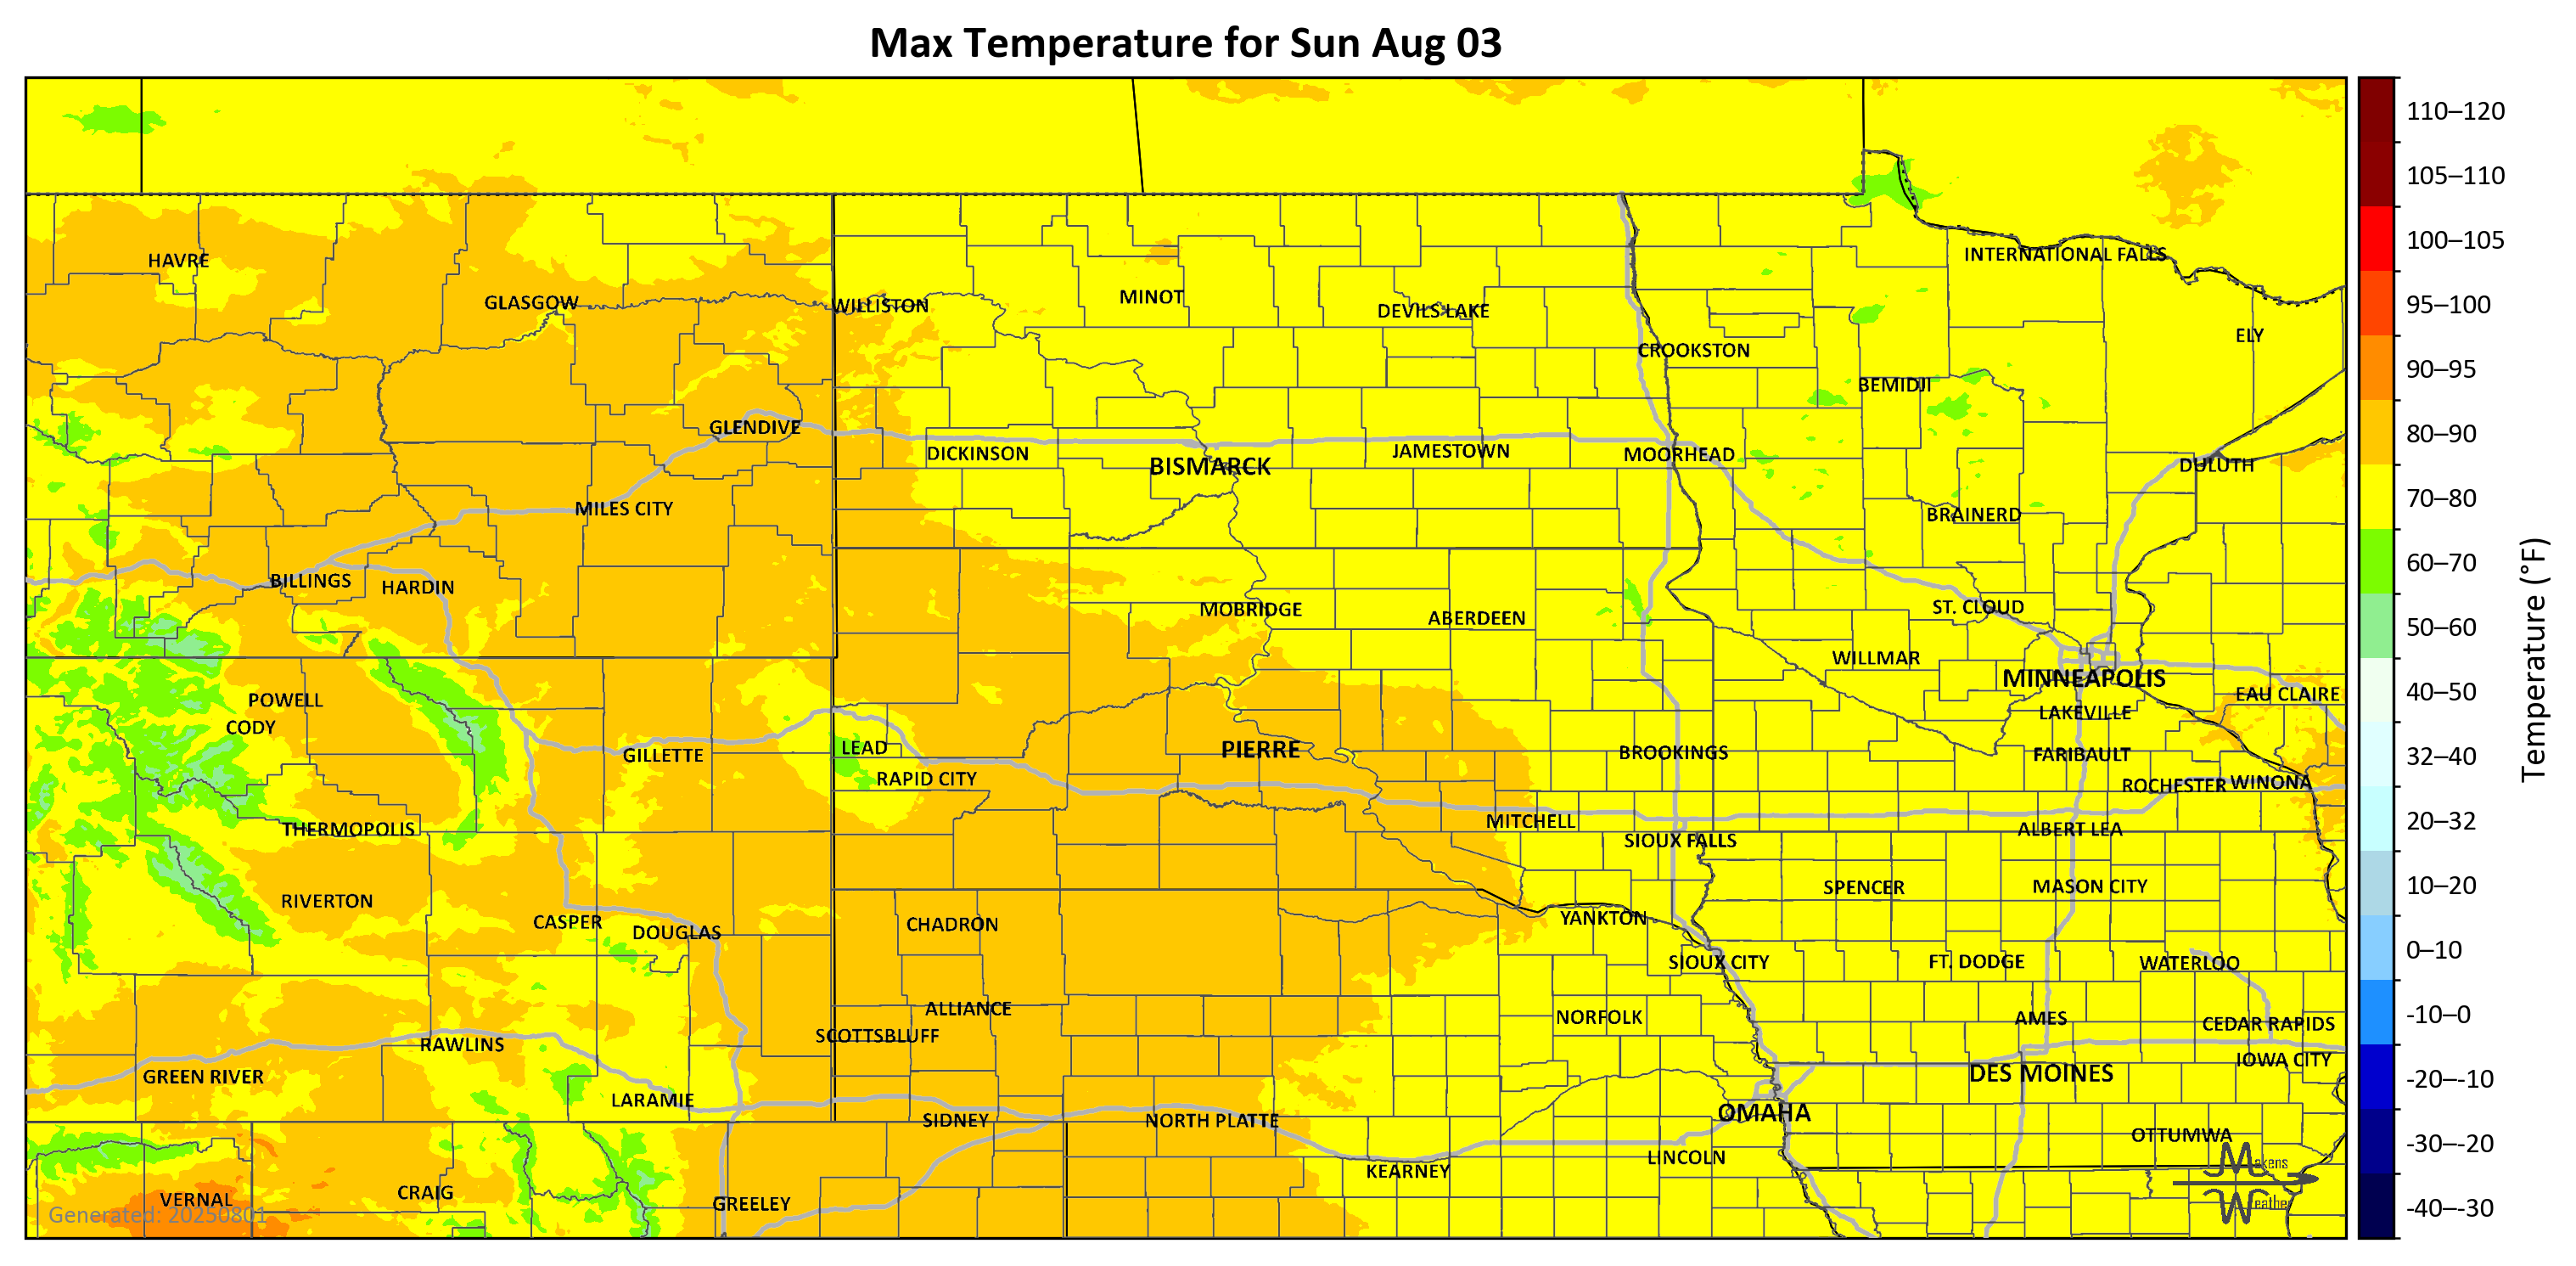 Max Temperature for Sun Aug 03
110–120
105–110
100–105
95–100
90–95
80–90
70–80
60–70
50–60
40–50
32–40
20–32
10–20
0–10
-10–0
-20–-10
-30–-20
-40–-30
Temperature (°F)
HAVRE
INTERNATIONAL FALLS
GLASGOW
WILLISTON
MINOT
DEVILS LAKE
ELY
CROOKSTON
BEMIDJI
GLENDIVE
DICKINSON
BISMARCK
JAMESTOWN
MOORHEAD
DULUTH
MILES CITY
BRAINERD
BILLINGS
HARDIN
MOBRIDGE
ABERDEEN
ST. CLOUD
WILLMAR
MINNEAPOLIS
POWELL
EAU CLAIRE
CODY
LAKEVILLE
GILLETTE
LEAD
PIERRE
BROOKINGS
FARIBAULT
RAPID CITY
ROCHESTER
WINONA
THERMOPOLIS
MITCHELL
SIOUX FALLS
ALBERT LEA
RIVERTON
SPENCER
MASON CITY
CASPER
DOUGLAS
CHADRON
YANKTON
SIOUX CITY
FT. DODGE
WATERLOO
ALLIANCE
NORFOLK
AMES
CEDAR RAPIDS
SCOTTSBLUFF
RAWLINS
IOWA CITY
GREEN RIVER
DES MOINES
LARAMIE
SIDNEY
NORTH PLATTE
OMAHA
OTTUMWA
LINCOLN
KEARNEY
VERNAL
CRAIG
GREELEY
Generated: 20250801
Makens
Weather